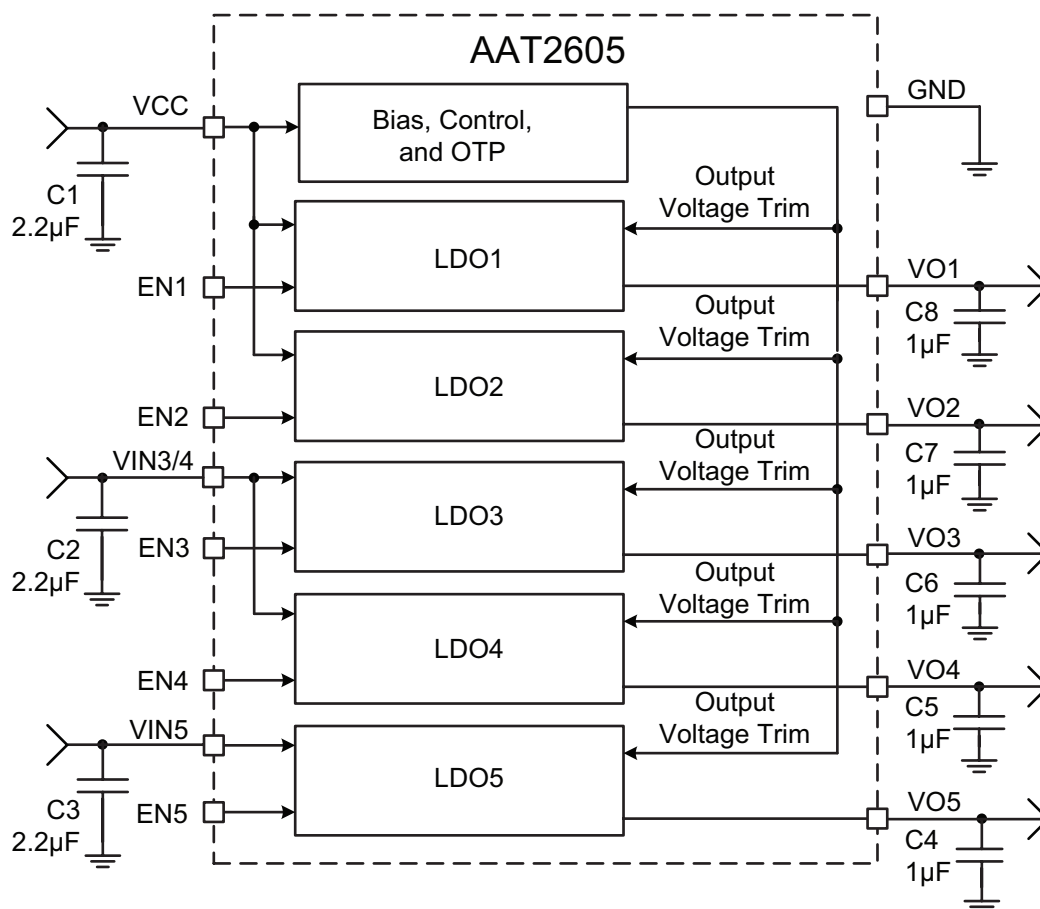 AAT2605
VCC
GND
Bias, Control,
and OTP
C1
2.2µF
Output
Voltage Trim
LDO1
EN1
VO1
C8
1µF
Output
Voltage Trim
LDO2
EN2
VO2
C7
1µF
VIN3/4
Output
Voltage Trim
LDO3
C2
2.2µF
EN3
VO3
C6
1µF
Output
Voltage Trim
LDO4
EN4
VO4
C5
1µF
VIN5
Output
Voltage Trim
LDO5
C3
2.2µF
EN5
VO5
C4
1µF